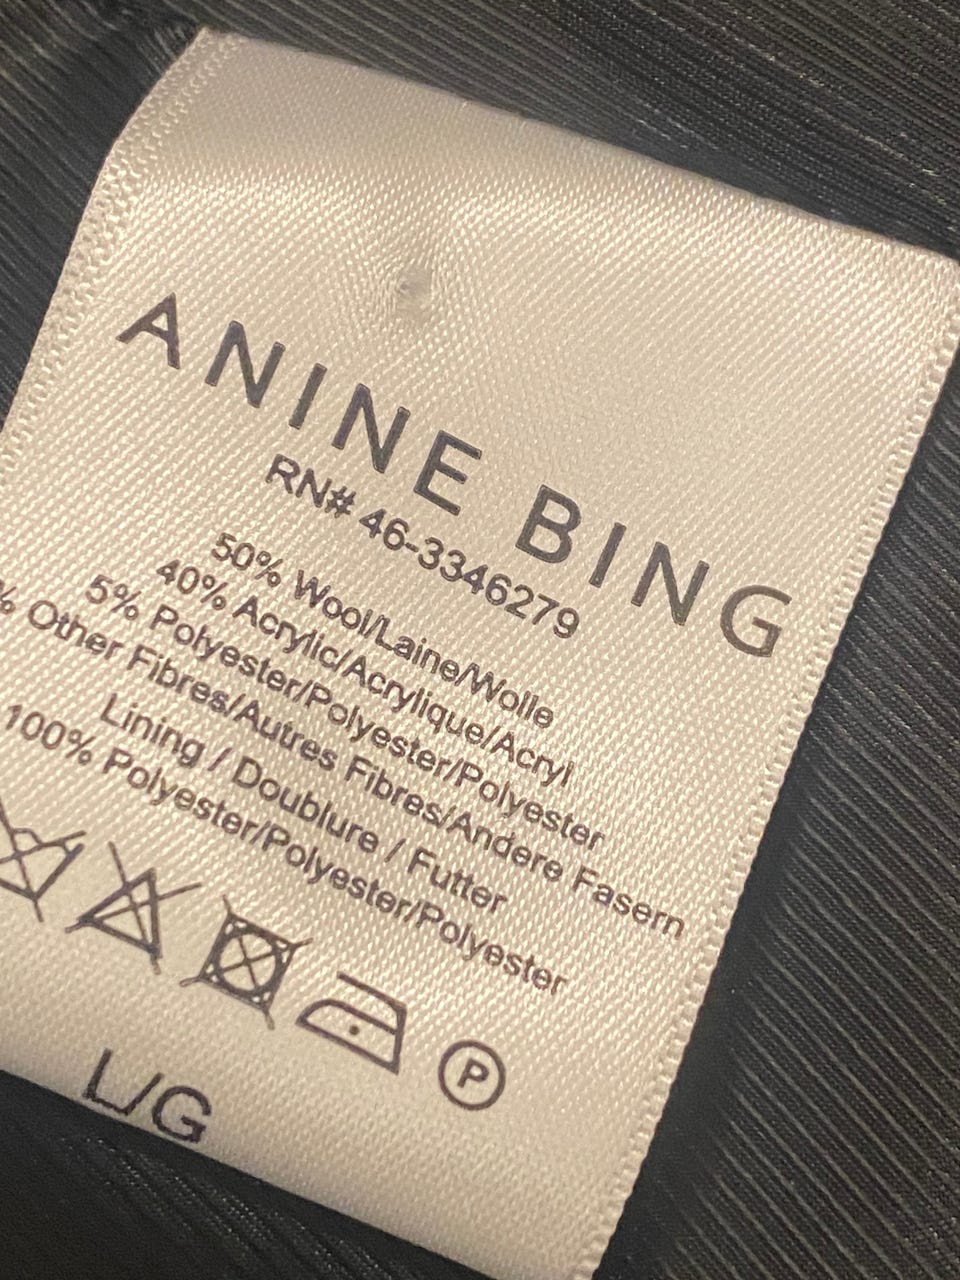 ANINE BING
RN# 46-3346279
50% Wool/Laine/Wolle
40% Acrylic/Acrylique/Acryl
5% Polyester/Polyester/Polyester
% Other Fibres/Autres Fibres/Andere Fasern
Lining / Doublure / Futter
100% Polyester/Polyester/Polyester
P
L/G